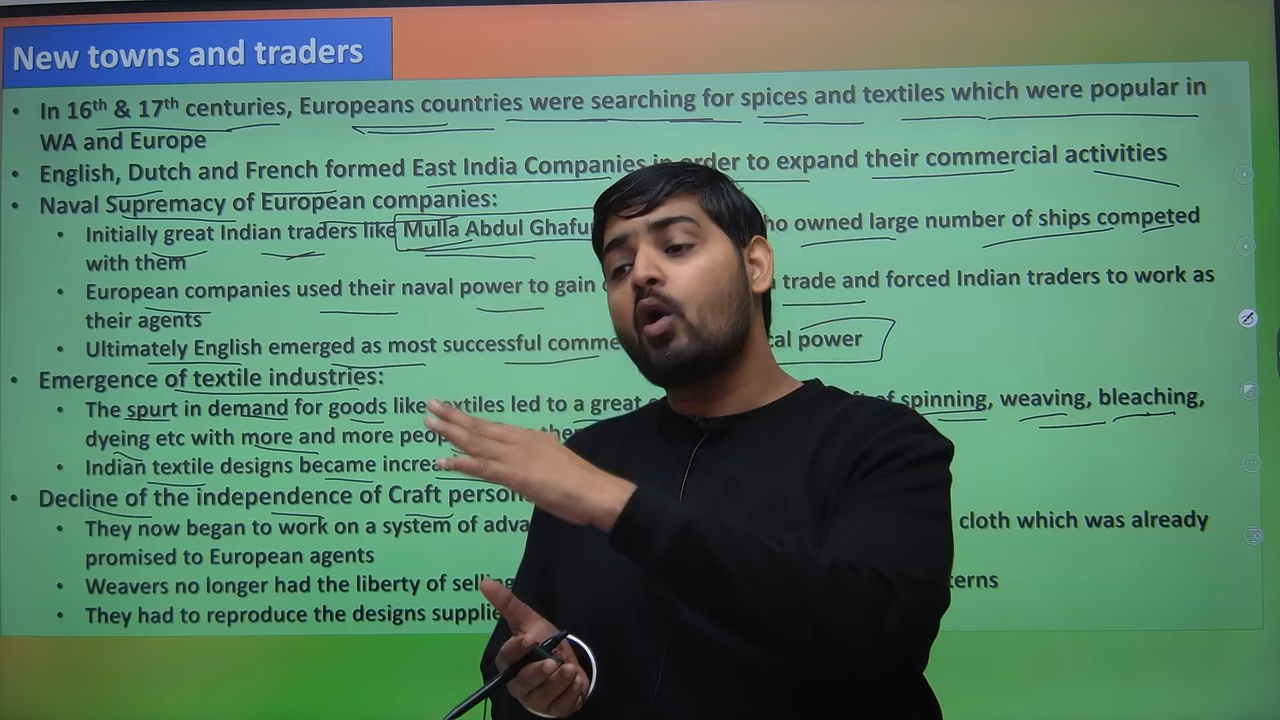 New towns and traders
• In 16th & 17th centuries, Europeans countries were searching for spices and textiles which were popular in
WA and Europe
• English, Dutch and French formed East India Companies in order to expand their commercial activities
• Naval Supremacy of European companies:
• Initially great Indian traders like Mulla Abdul Ghafu who owned large number of ships competed
with them
• European companies used their naval power to gain trade and forced Indian traders to work as
their agents
• Ultimately English emerged as most successful comme cal power
• Emergence of textile industries:
• The spurt in demand for goods like textiles led to a great of spinning, weaving, bleaching,
dyeing etc with more and more peop
• Indian textile designs became increa
• Decline of the independence of Craft person
• They now began to work on a system of adva cloth which was already
promised to European agents
• Weavers no longer had the liberty of selling terns
• They had to reproduce the designs supplie